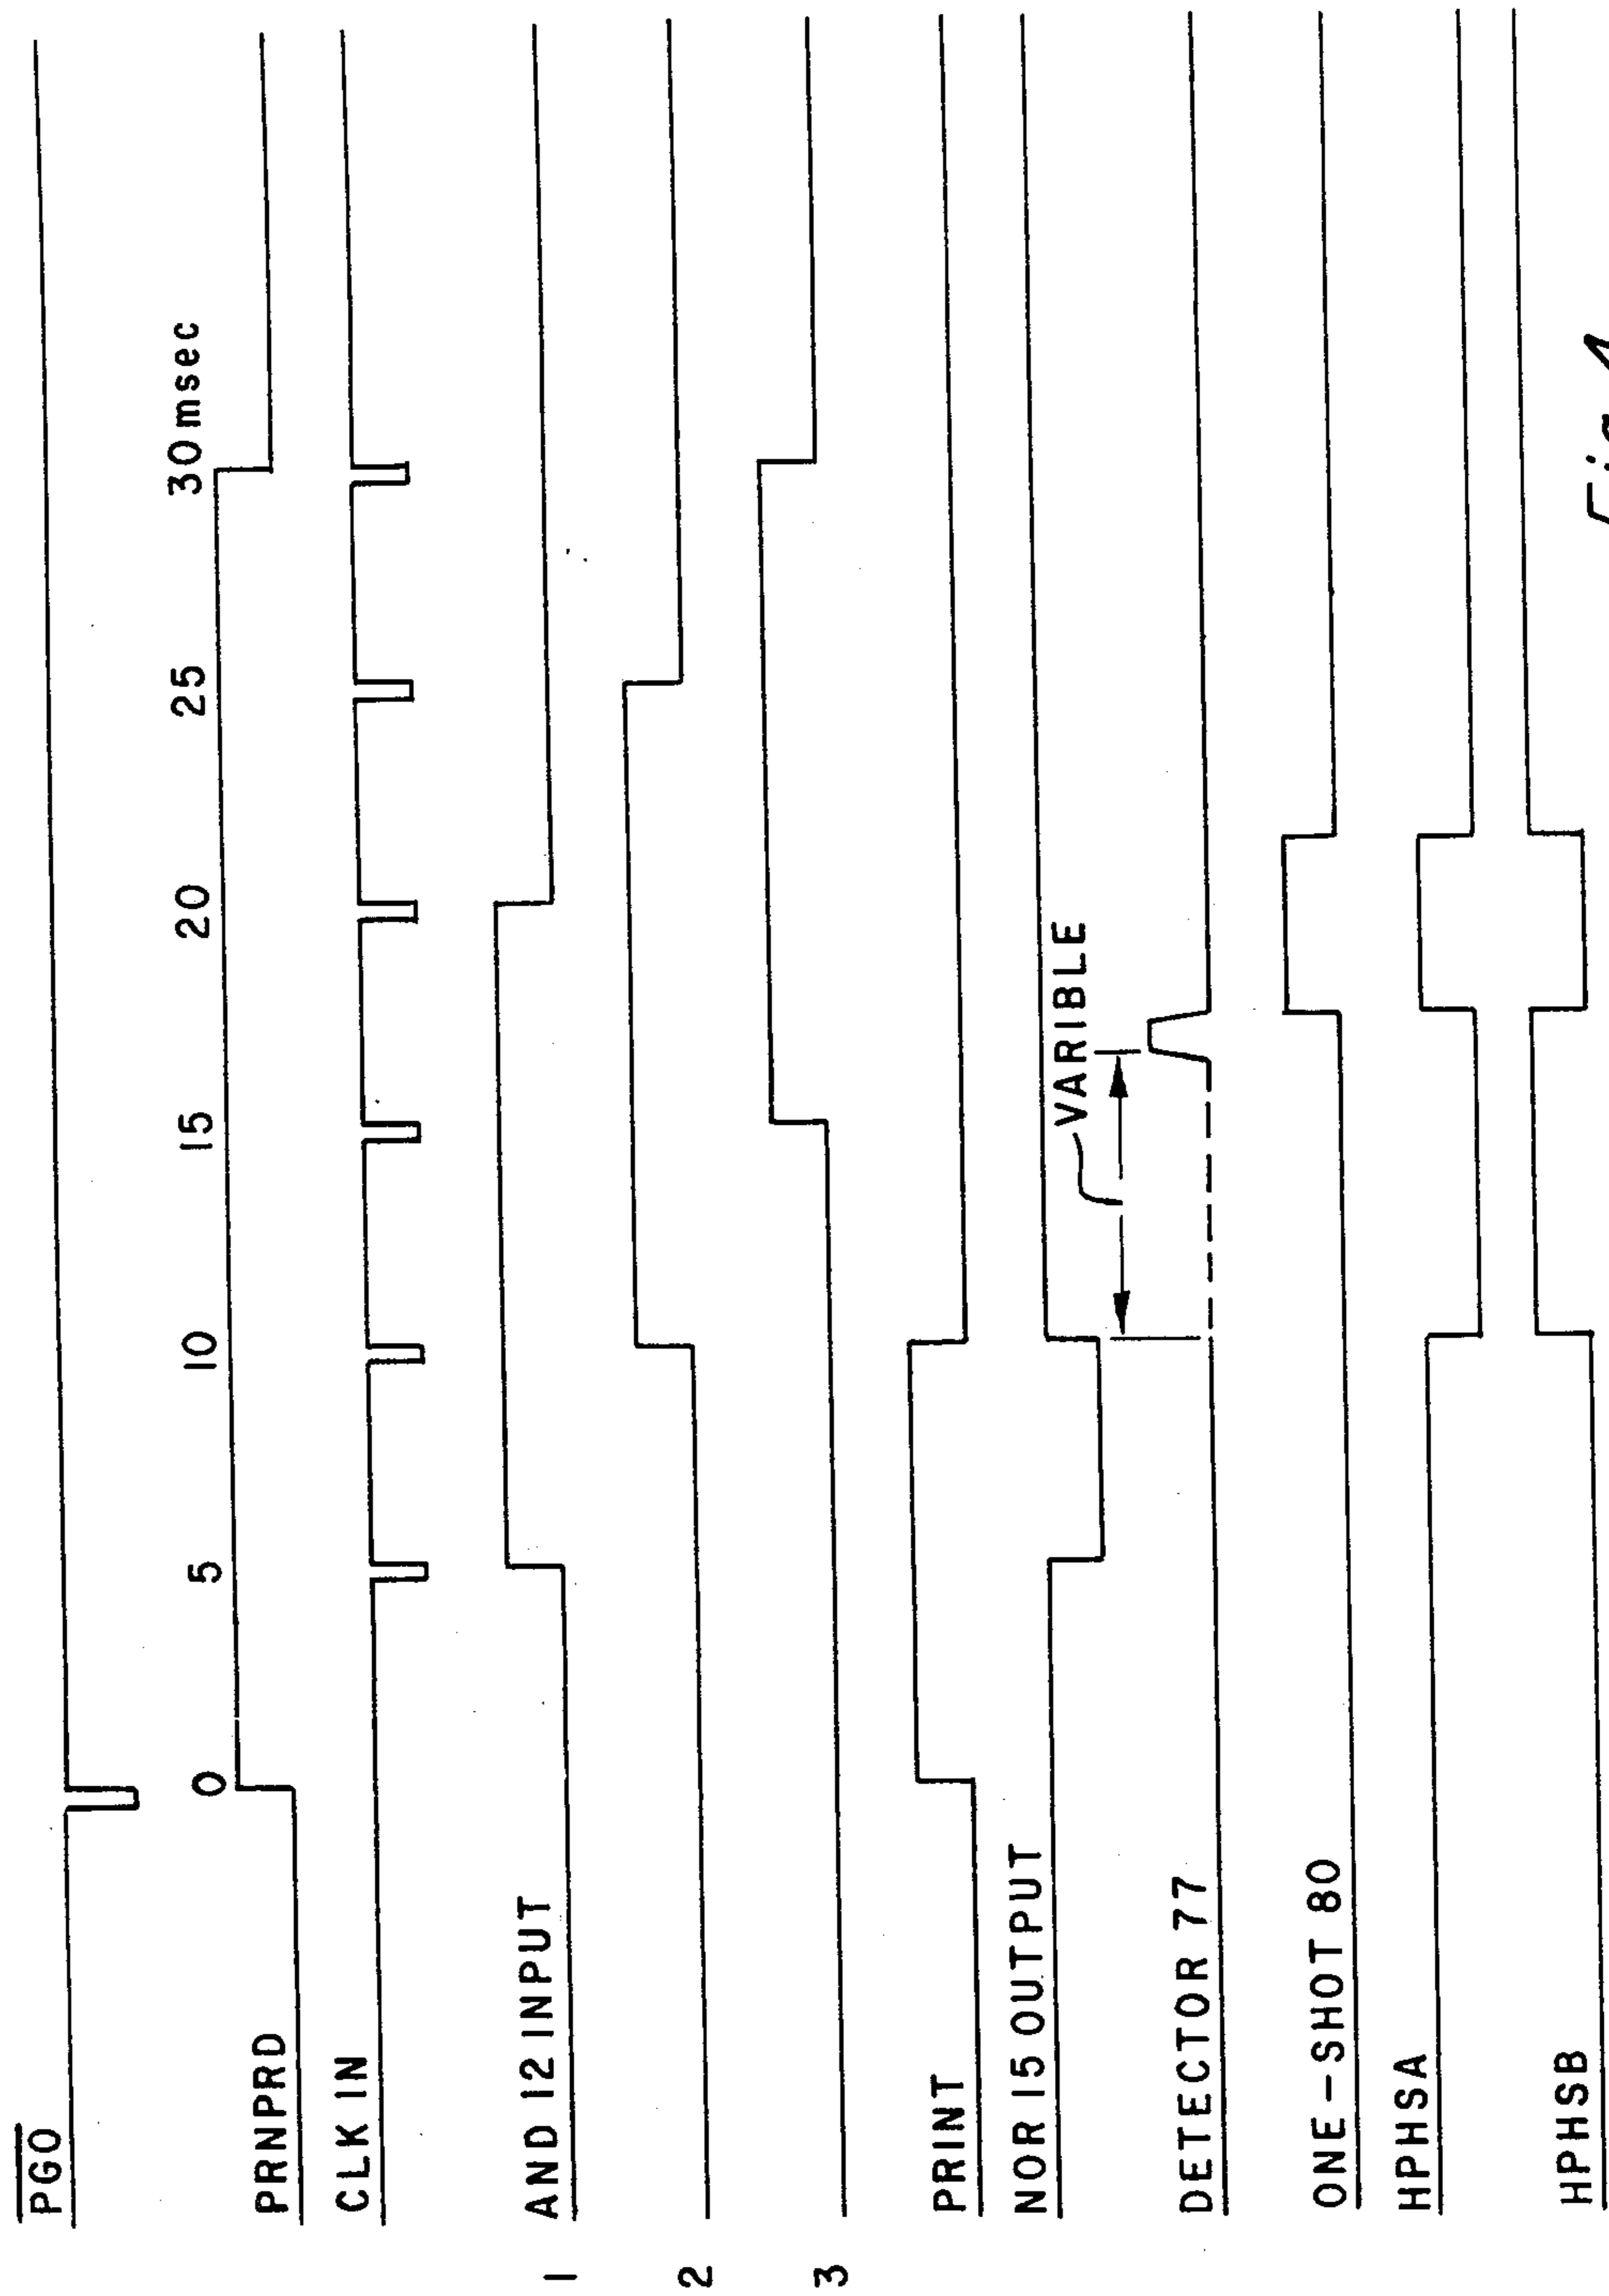 PGO
0 5 10 15 20 25 30msec
PRNPRD
CLK IN
AND 12 INPUT
1
2
3
PRINT
NOR 15 OUTPUT
VARIBLE
DETECTOR 77
ONE-SHOT 80
HPHSA
HPHSB